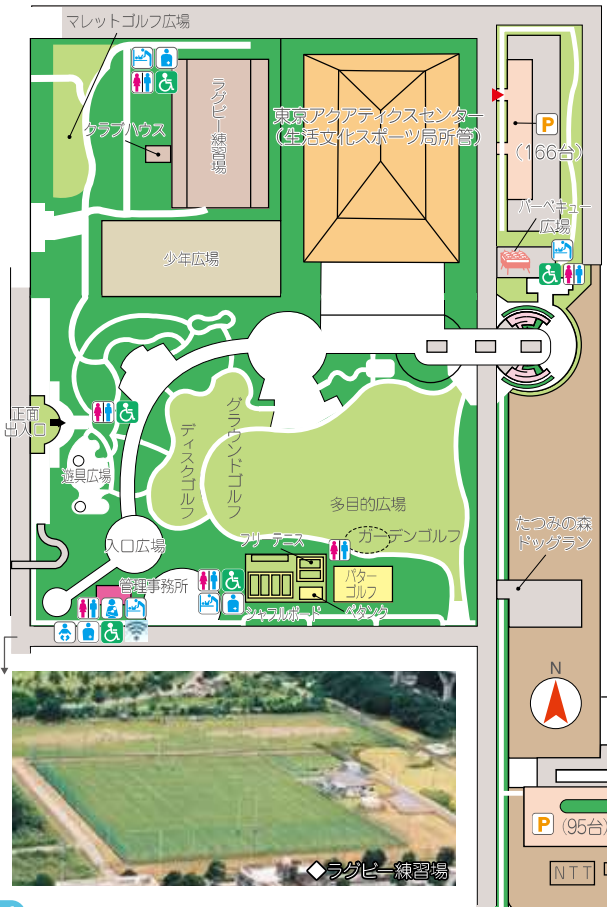 マレットゴルフ広場
クラブハウス
ラグビー練習場
東京アクアティクスセンター
(生活文化スポーツ局所管)
P
(166台)
バーベキュー
広場
少年広場
正面
出入口
遊具広場
グラウンドゴルフ
ディスクゴルフ
多目的広場
ガーデンゴルフ
入口広場
フリーテニス
たつみの森
ドッグラン
管理事務所
パター
ゴルフ
シャフルボード
ペタンク
N
◇ラグビー練習場
P
(95台)
NTT